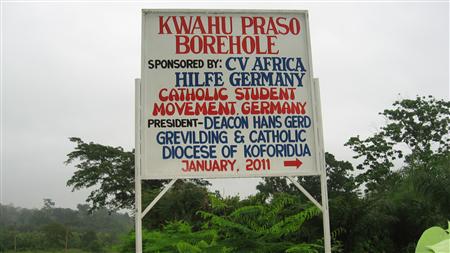 KWAHU PRASO
BOREHOLE
SPONSORED BY: CV AFRICA
HILFE GERMANY
CATHOLIC STUDENT
MOVEMENT GERMANY
PRESIDENT-DEACON HANS GERD
GREVILDING & CATHOLIC
DIOCESE OF KOFORIDUA
JANUARY, 2011 →